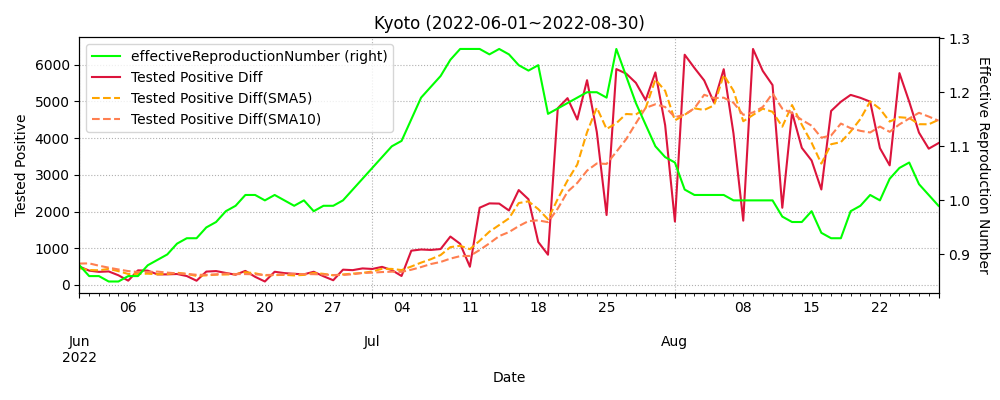 Kyoto (2022-06-01~2022-08-30)
effectiveReproductionNumber (right)
Tested Positive Diff
Tested Positive Diff(SMA5)
Tested Positive Diff(SMA10)
Tested Positive
6000
5000
4000
3000
2000
1000
0
1.3
1.2
1.1
1.0
0.9
Effective Reproduction Number
06 13 20 27 04 11 18 25 08 15 22
Jun Jul Aug
2022
Date